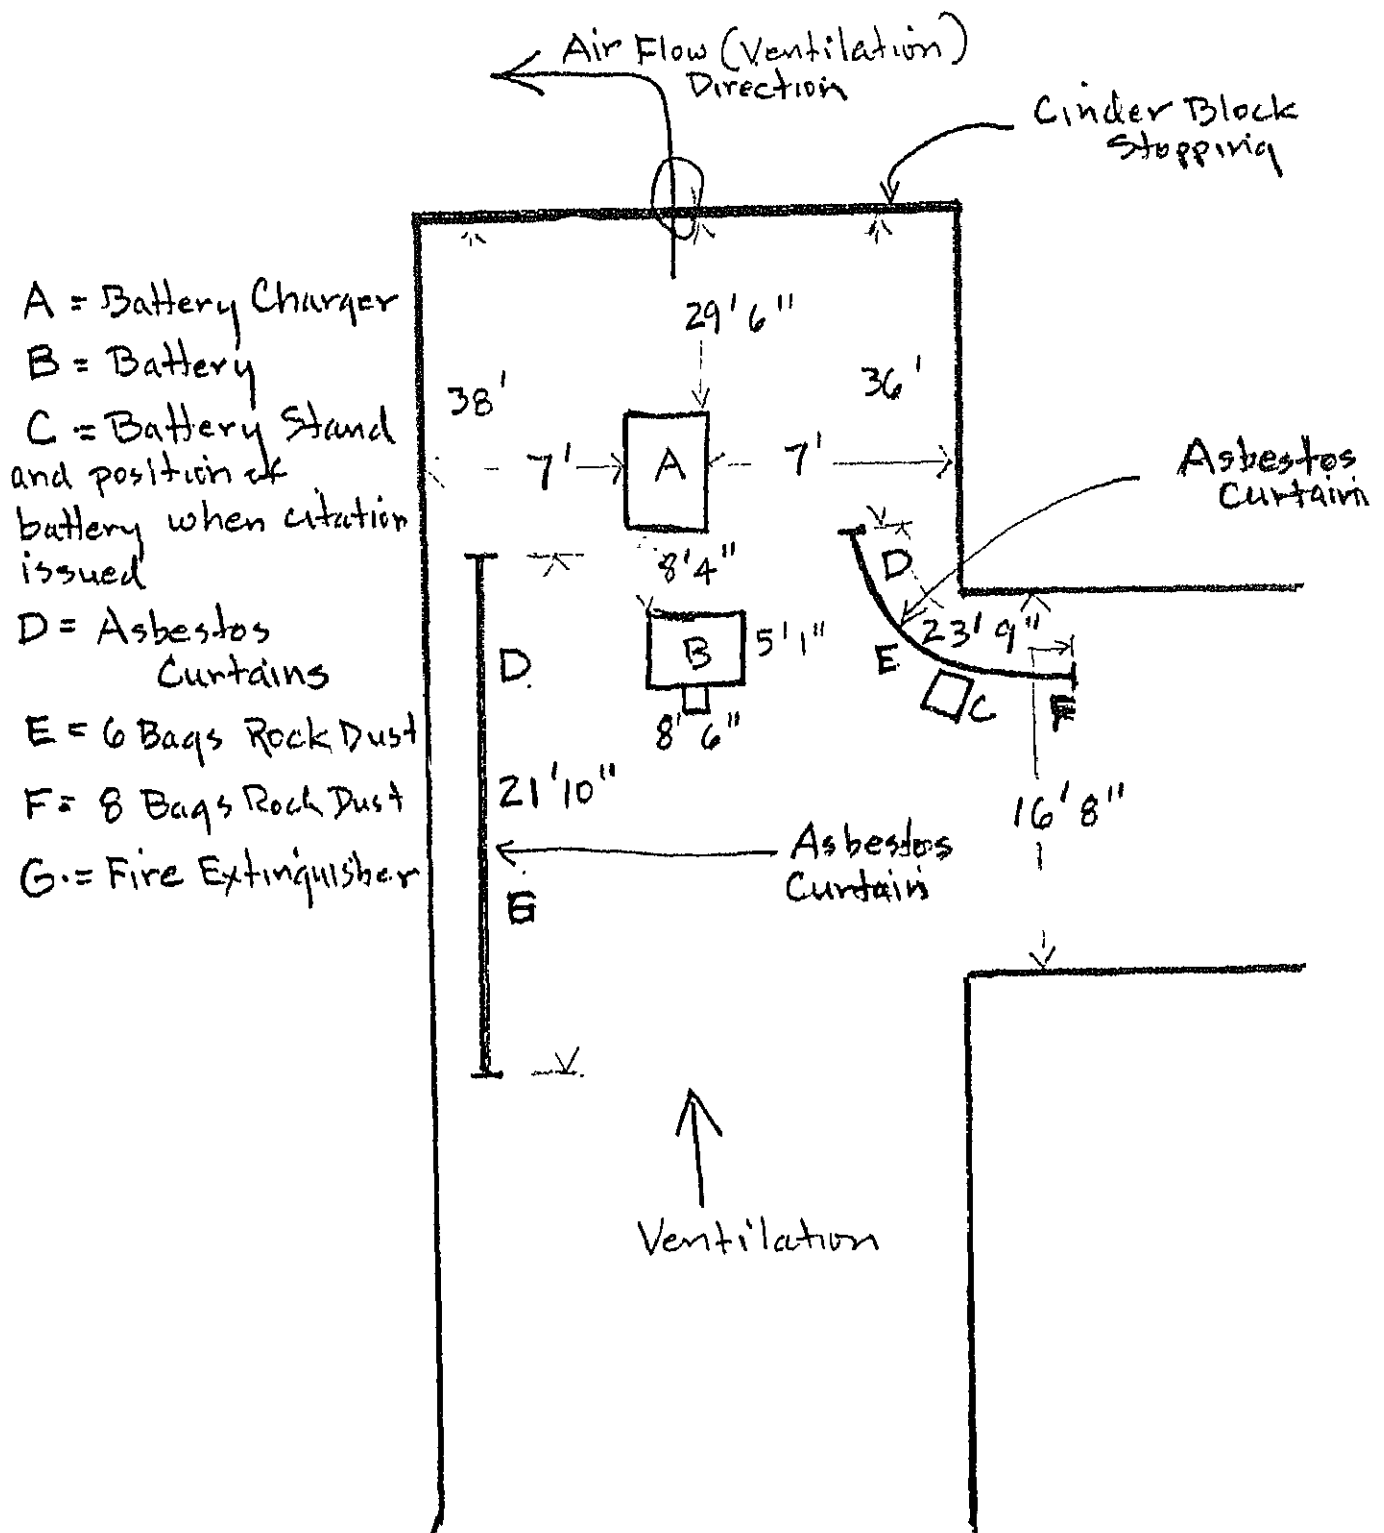 Air Flow (Ventilation)
Direction
Cinder Block
Stopping
A = Battery Charger
B = Battery
C = Battery Stand
and position of
battery when citation
issued
D = Asbestos
Curtains
E = 6 Bags Rock Dust
F = 8 Bags Rock Dust
G. = Fire Extinguisher
29' 6"
38'
36'
7'
A
7'
Asbestos
Curtain
8'4"
D
B
5'1"
23' 9"
D
E
C
F
8' 6"
21'10"
16' 8"
Asbestos
Curtain
Ventilation